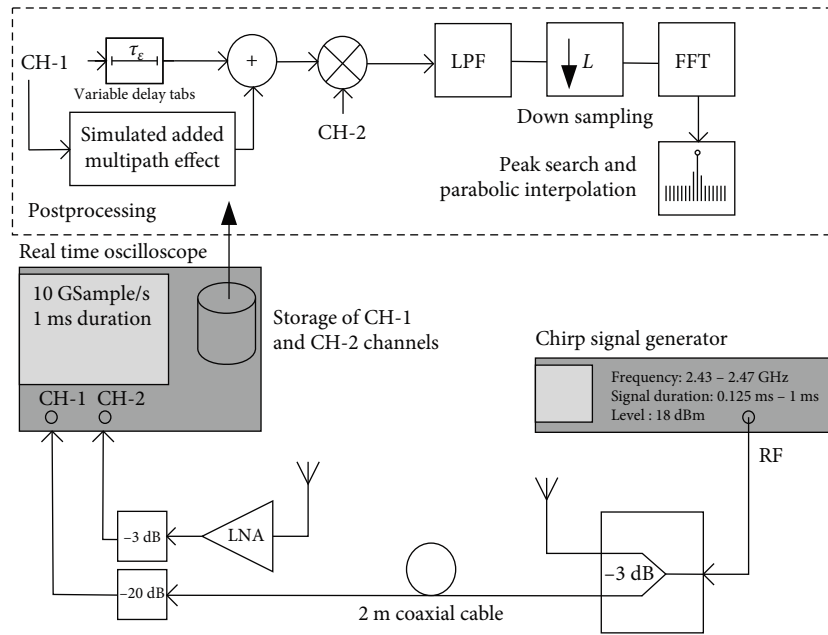 CH-1
τε
Variable delay tabs
+
CH-2
LPF
L
FFT
Down sampling
Simulated added
multipath effect
Peak search and
parabolic interpolation
Postprocessing
Real time oscilloscope
10 GSample/s
1 ms duration
Storage of CH-1
and CH-2 channels
CH-1 CH-2
Chirp signal generator
Frequency: 2.43 – 2.47 GHz
Signal duration: 0.125 ms – 1 ms
Level : 18 dBm
RF
–3 dB
LNA
–3 dB
–20 dB
2 m coaxial cable